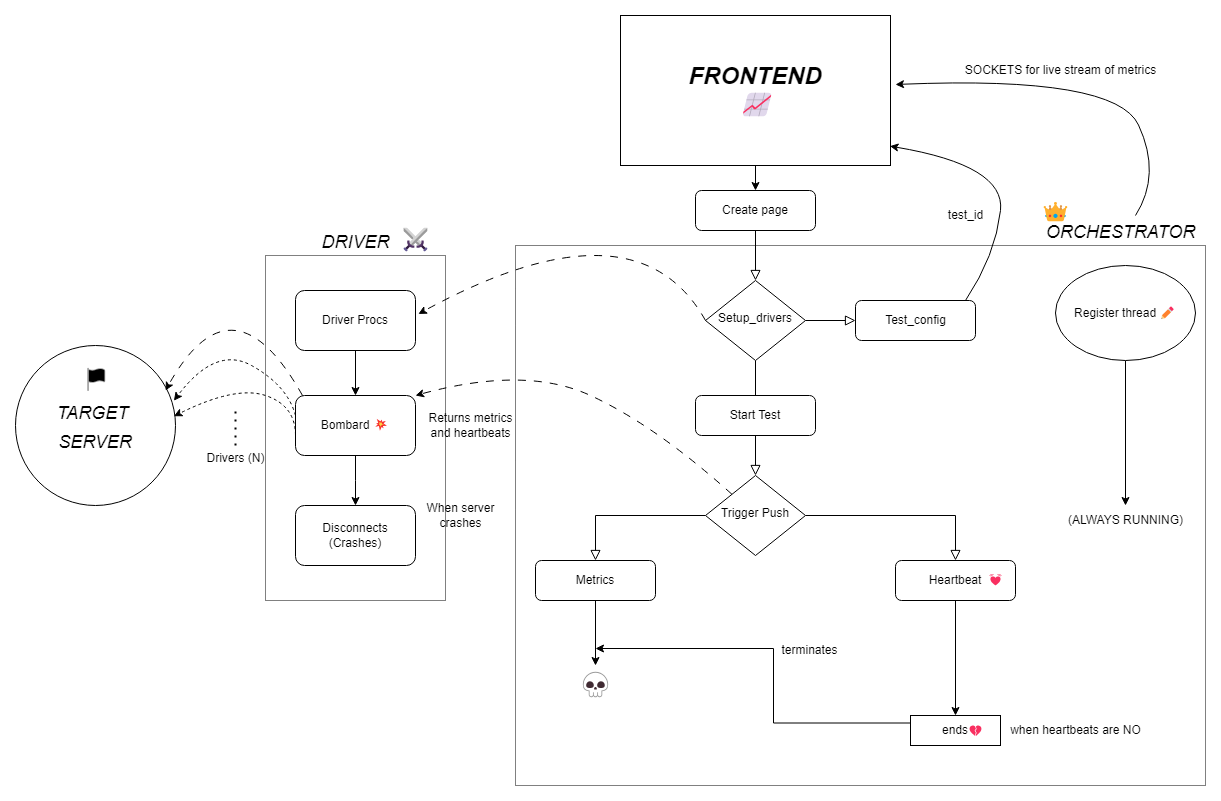 FRONTEND
SOCKETS for live stream of metrics
Create page
test_id
ORCHESTRATOR
DRIVER
Driver Procs
Setup_drivers
Test_config
Register thread
TARGET
SERVER
Bombard
Returns metrics
and heartbeats
Start Test
Drivers (N)
When server
crashes
Disconnects
(Crashes)
Trigger Push
(ALWAYS RUNNING)
Metrics
Heartbeat
terminates
ends
when heartbeats are NO